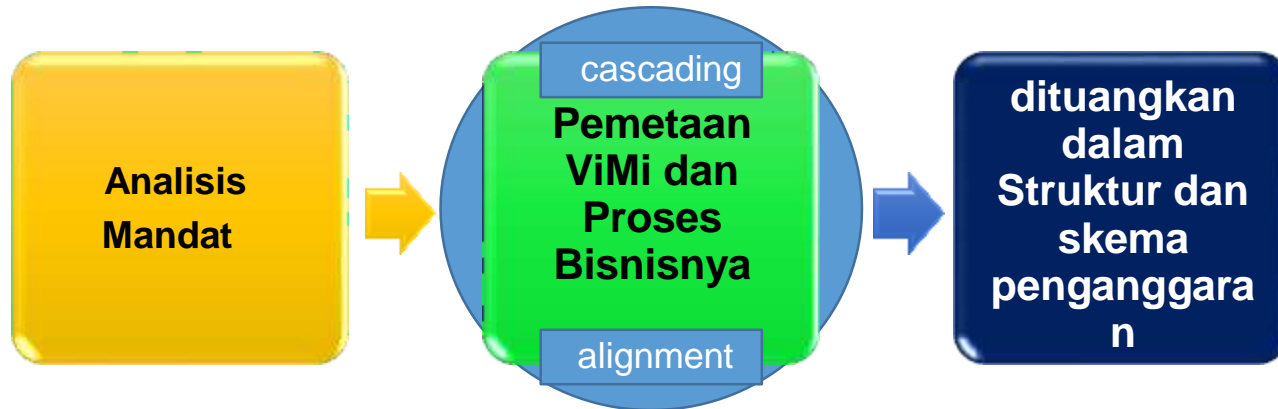 Analisis
Mandat
cascading
Pemetaan
ViMi dan
Proses
Bisnisnya
alignment
dituangkan
dalam
Struktur dan
skema
penganggara
n